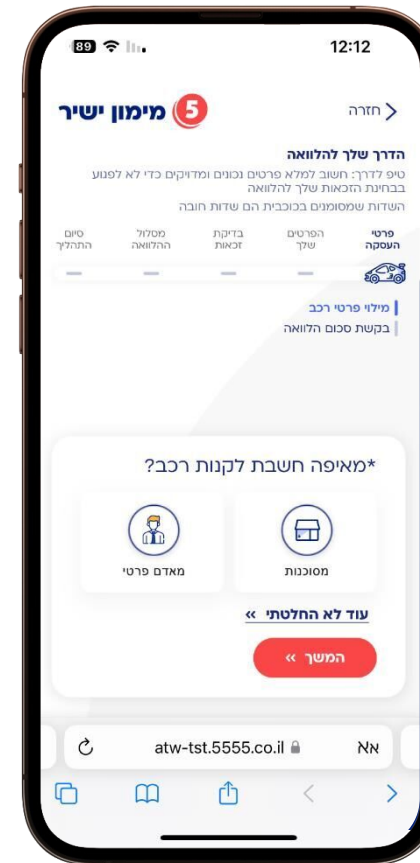 89
12:12
5 מימון ישיר
חזרה
הדרך שלך להלוואה
טיפ לדרך: חשוב למלא פרטים נכונים ומדויקים כדי לא לפגוע
בבחינת הזכאות שלך להלוואה
השדות שמסומנים בכוכבית הם שדות חובה
פרטי העסקה
הפרטים שלך
בדיקת זכאות
מסלול ההלוואה
סיום התהליך
מילוי פרטי רכב
בקשת סכום הלוואה
*מאיפה חשבת לקנות רכב?
מסוכנות
מאדם פרטי
עוד לא החלטתי »
המשך »
atw-tst.5555.co.il
אא